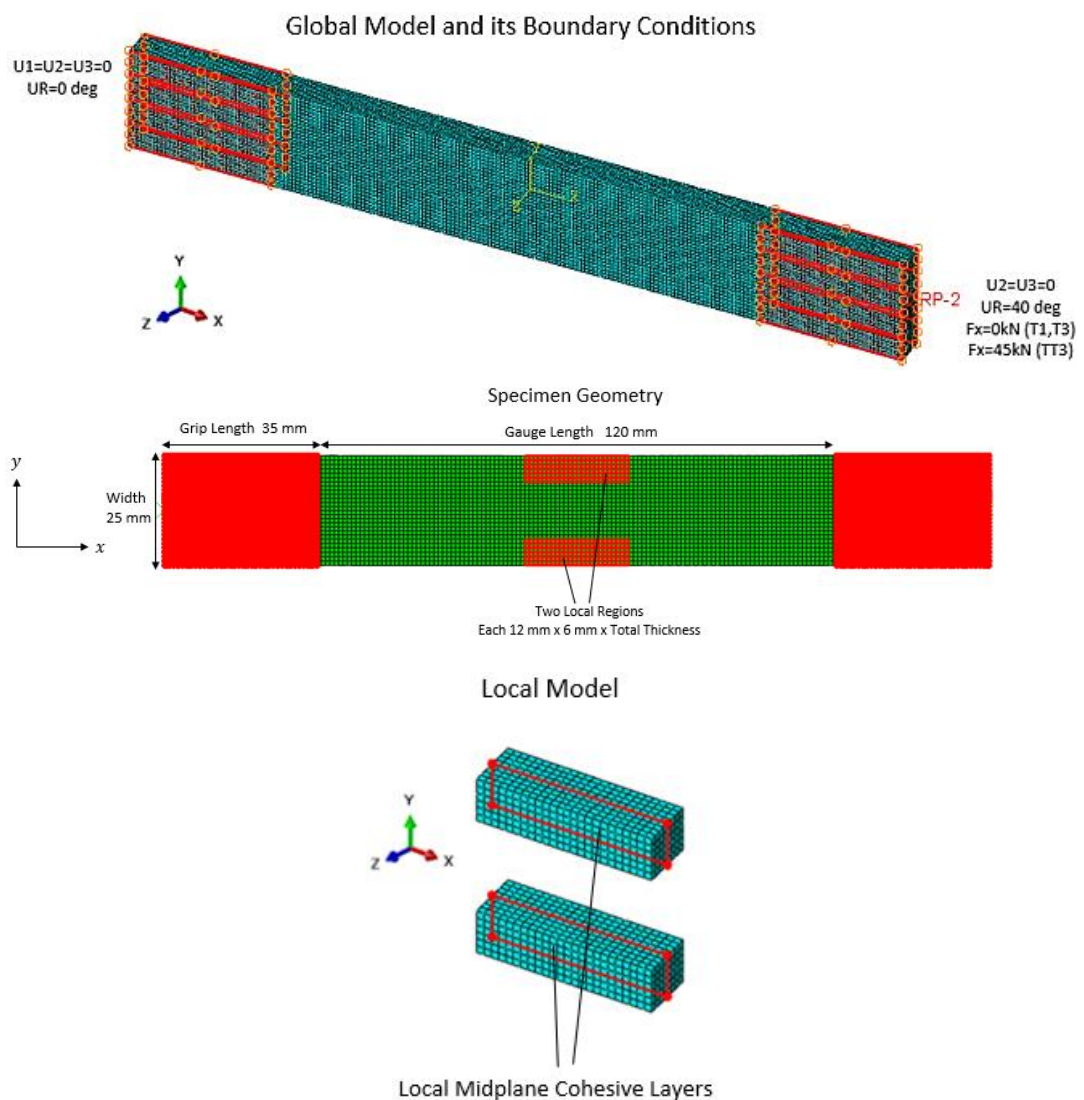 Global Model and its Boundary Conditions
U1=U2=U3=0
UR=0 deg
Y
Z
X
RP-2
U2=U3=0
UR=40 deg
Fx=0kN (T1,T3)
Fx=45kN (TT3)
Specimen Geometry
Grip Length 35 mm
Gauge Length 120 mm
y
Width
25 mm
x
Two Local Regions
Each 12 mm x 6 mm x Total Thickness
Local Model
Y
Z
X
Local Midplane Cohesive Layers